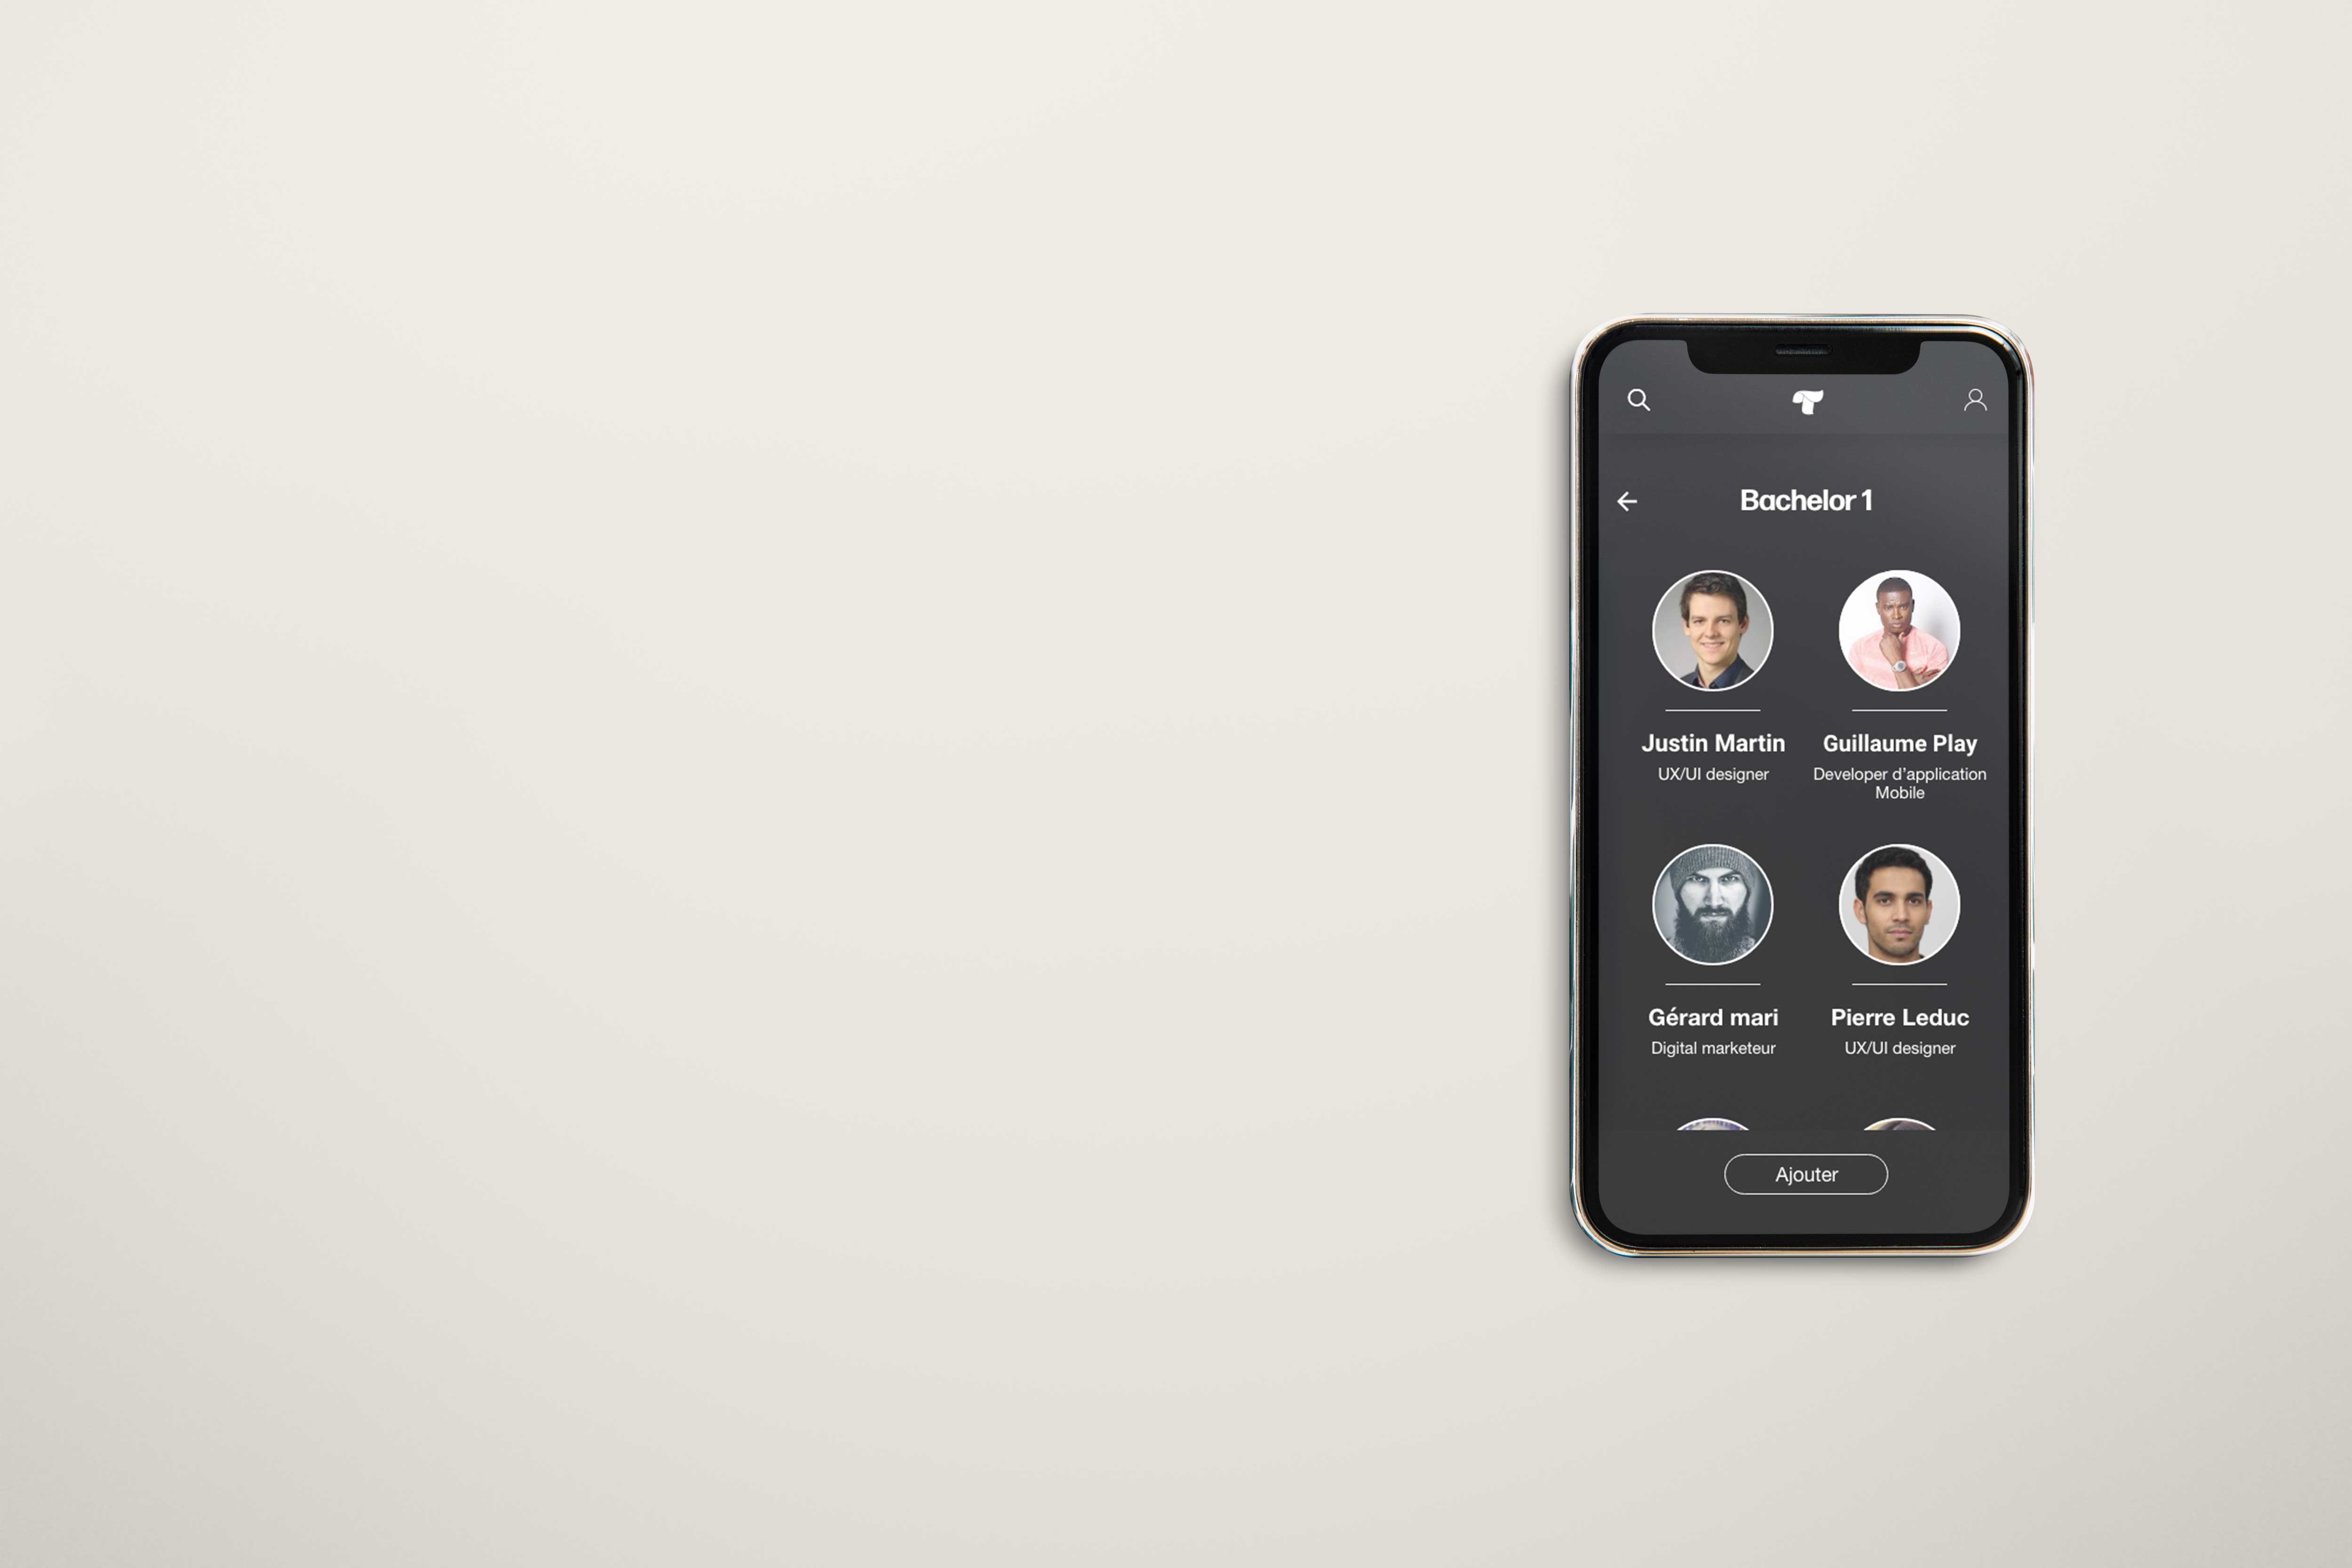 Bachelor 1
Justin Martin
UX/UI designer
Guillaume Play
Developer d'application
Mobile
Gérard mari
Digital marketeur
Pierre Leduc
UX/UI designer
Ajouter